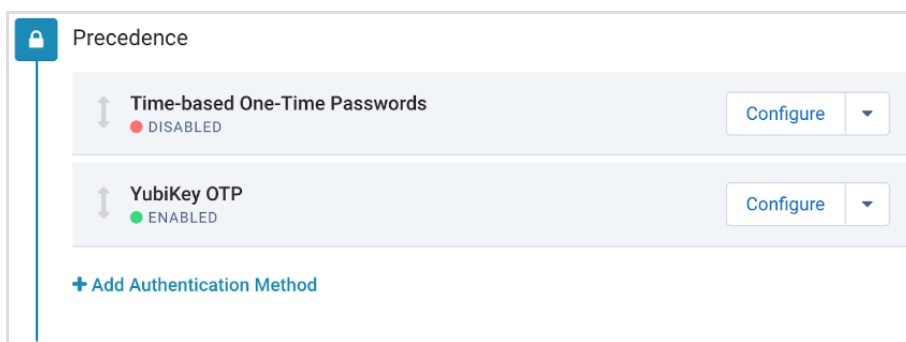 Precedence
Time-based One-Time Passwords
DISABLED
Configure
YubiKey OTP
ENABLED
Configure
+ Add Authentication Method